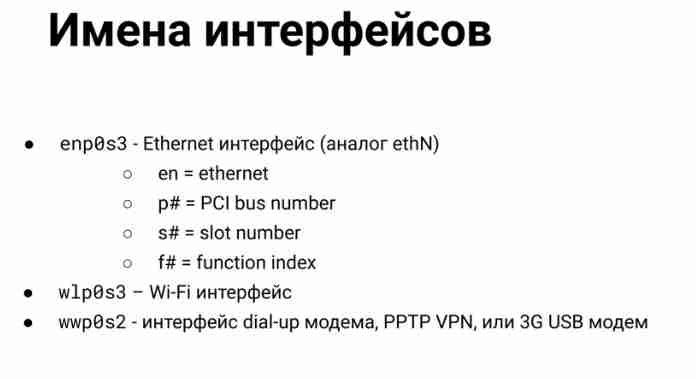 Имена интерфейсов
● enp0s3 - Ethernet интерфейс (аналог ethN)
○ en = ethernet
○ p# = PCI bus number
○ s# = slot number
○ f# = function index
● wlp0s3 – Wi-Fi интерфейс
● wwp0s2 - интерфейс dial-up модема, PPTP VPN, или 3G USB модем